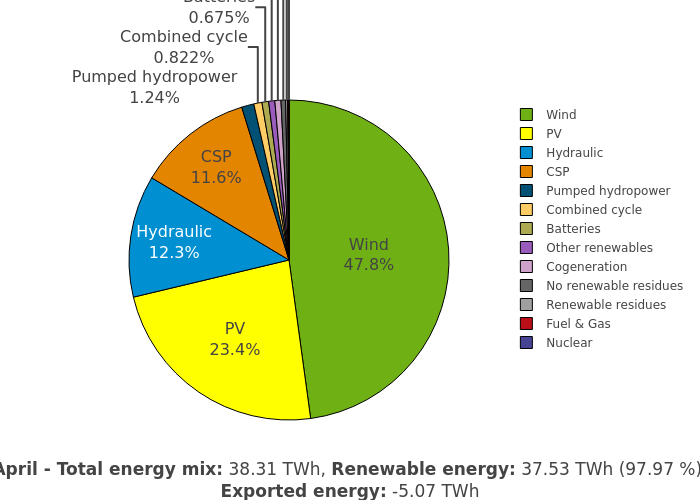 Batteries
0.675%
Combined cycle
0.822%
Pumped hydropower
1.24%
CSP
11.6%
Hydraulic
12.3%
Wind
47.8%
PV
23.4%
Wind
PV
Hydraulic
CSP
Pumped hydropower
Combined cycle
Batteries
Other renewables
Cogeneration
No renewable residues
Renewable residues
Fuel & Gas
Nuclear
April - Total energy mix: 38.31 TWh, Renewable energy: 37.53 TWh (97.97 %)
Exported energy: -5.07 TWh